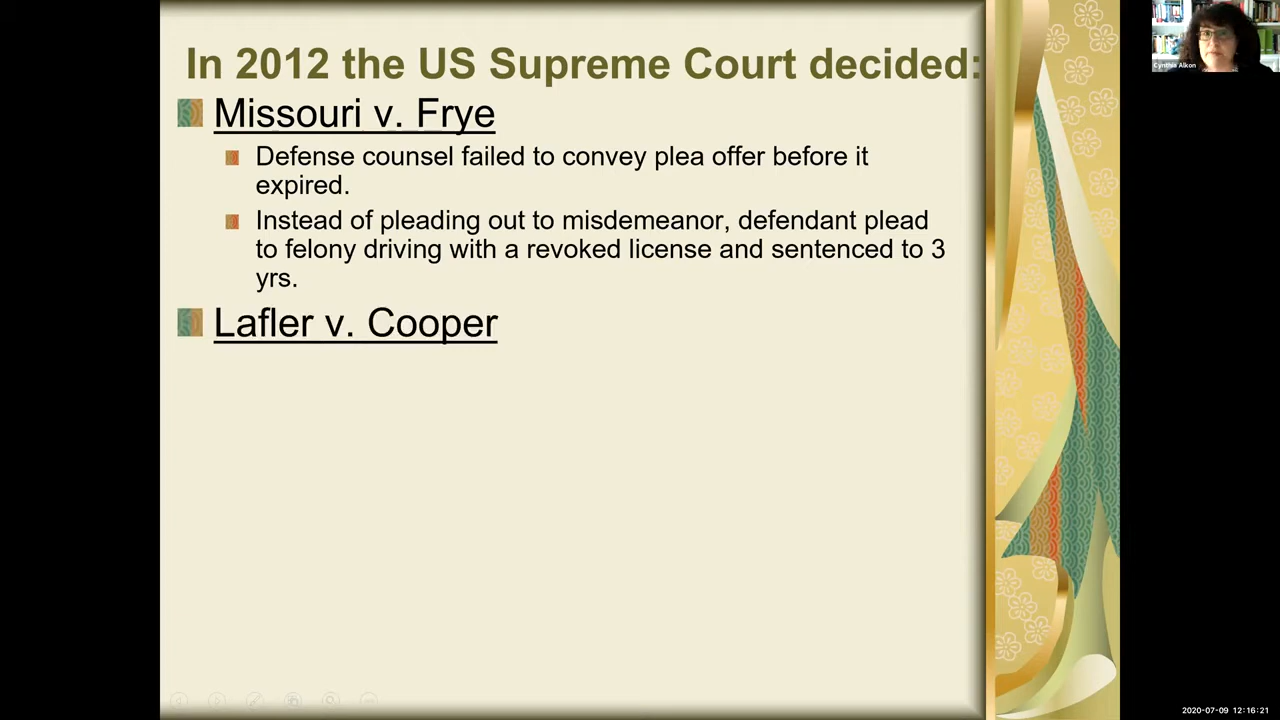 In 2012 the US Supreme Court decided:
Missouri v. Frye
Defense counsel failed to convey plea offer before it
expired.
Instead of pleading out to misdemeanor, defendant plead
to felony driving with a revoked license and sentenced to 3
yrs.
Lafler v. Cooper
Cynthia Alkon
2020-07-09 12:16:21